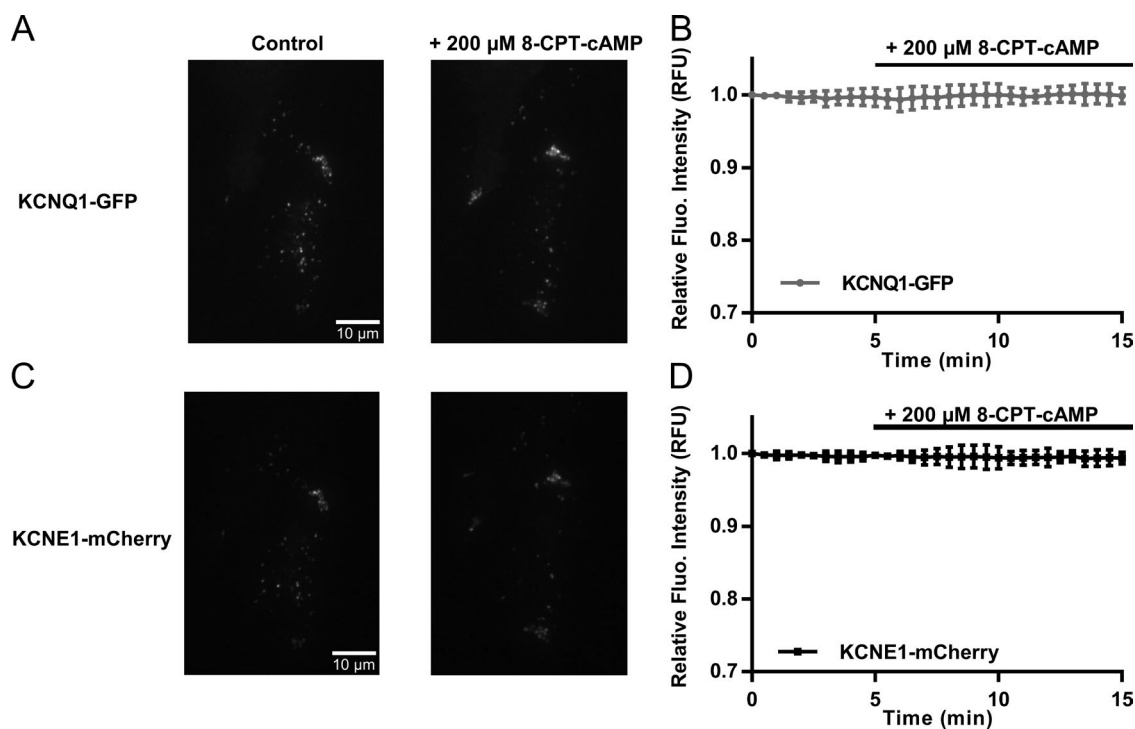 A
Control
+ 200 µM 8-CPT-cAMP
KCNQ1-GFP
10 µm
B
+ 200 µM 8-CPT-cAMP
Relative Fluo. Intensity (RFU)
1.0
0.9
0.8
0.7
KCNQ1-GFP
0
5
10
15
Time (min)
C
KCNE1-mCherry
10 µm
D
+ 200 µM 8-CPT-cAMP
Relative Fluo. Intensity (RFU)
1.0
0.9
0.8
0.7
KCNE1-mCherry
0
5
10
15
Time (min)